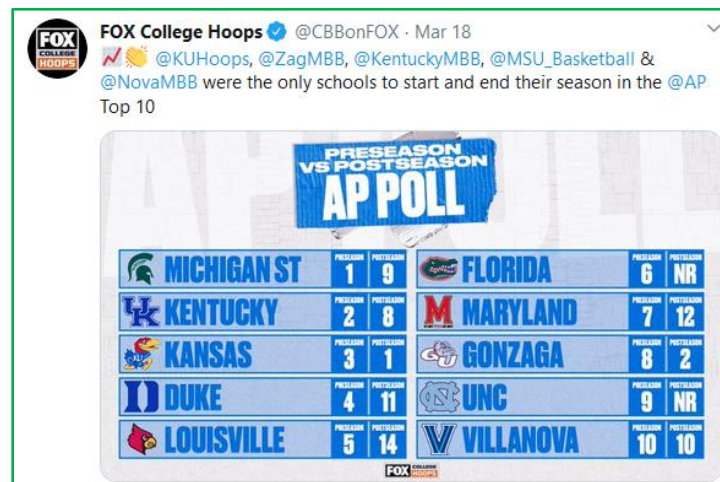 FOX
COLLEGE
HOOPS
FOX College Hoops @CBBonFOX · Mar 18
📈👏 @KUHoops, @ZagMBB, @KentuckyMBB, @MSU_Basketball &
@NovaMBB were the only schools to start and end their season in the @AP
Top 10
PRESEASON
VS POSTSEASON
AP POLL
MICHIGAN ST PRESEASON 1 POSTSEASON 9
FLORIDA PRESEASON 6 POSTSEASON NR
KENTUCKY PRESEASON 2 POSTSEASON 8
MARYLAND PRESEASON 7 POSTSEASON 12
KANSAS PRESEASON 3 POSTSEASON 1
GONZAGA PRESEASON 8 POSTSEASON 2
DUKE PRESEASON 4 POSTSEASON 11
UNC PRESEASON 9 POSTSEASON NR
LOUISVILLE PRESEASON 5 POSTSEASON 14
VILLANOVA PRESEASON 10 POSTSEASON 10
FOX COLLEGE HOOPS